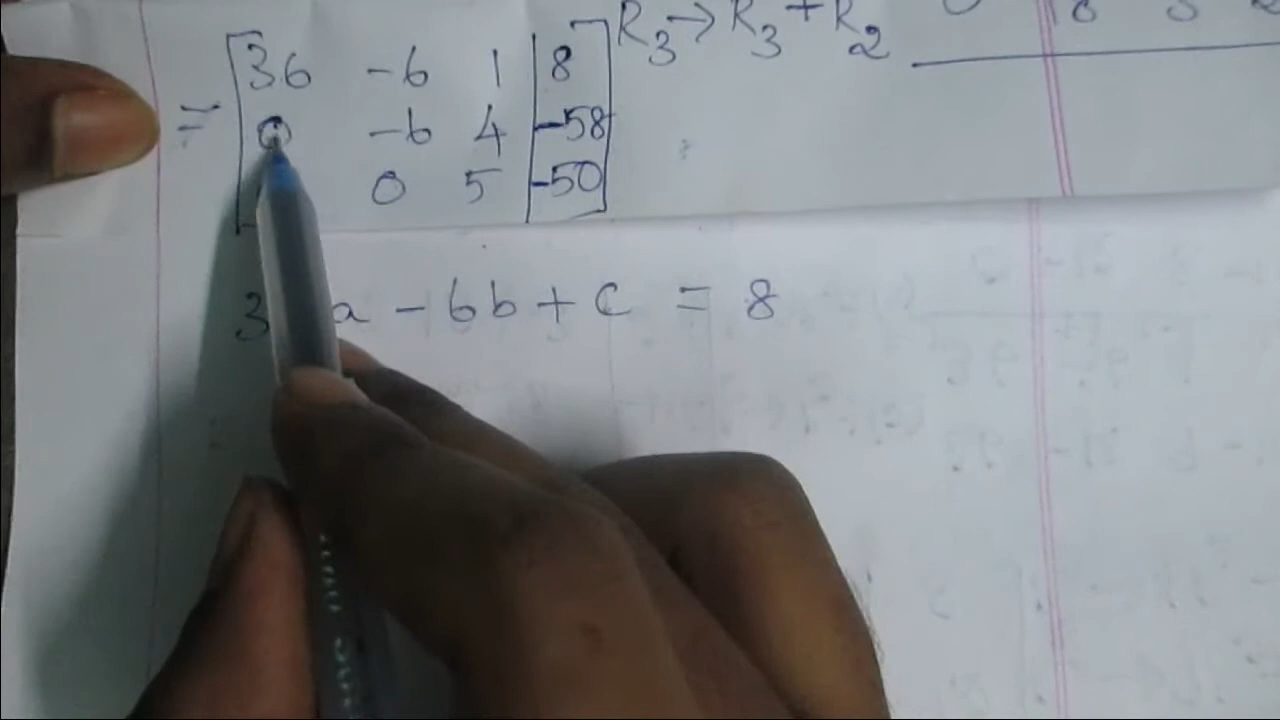 = [36 -6 1 | 8] R3 → R3 + R2
0 -6 4 | -58
0 5 | -50
3 a - 6b + c = 8